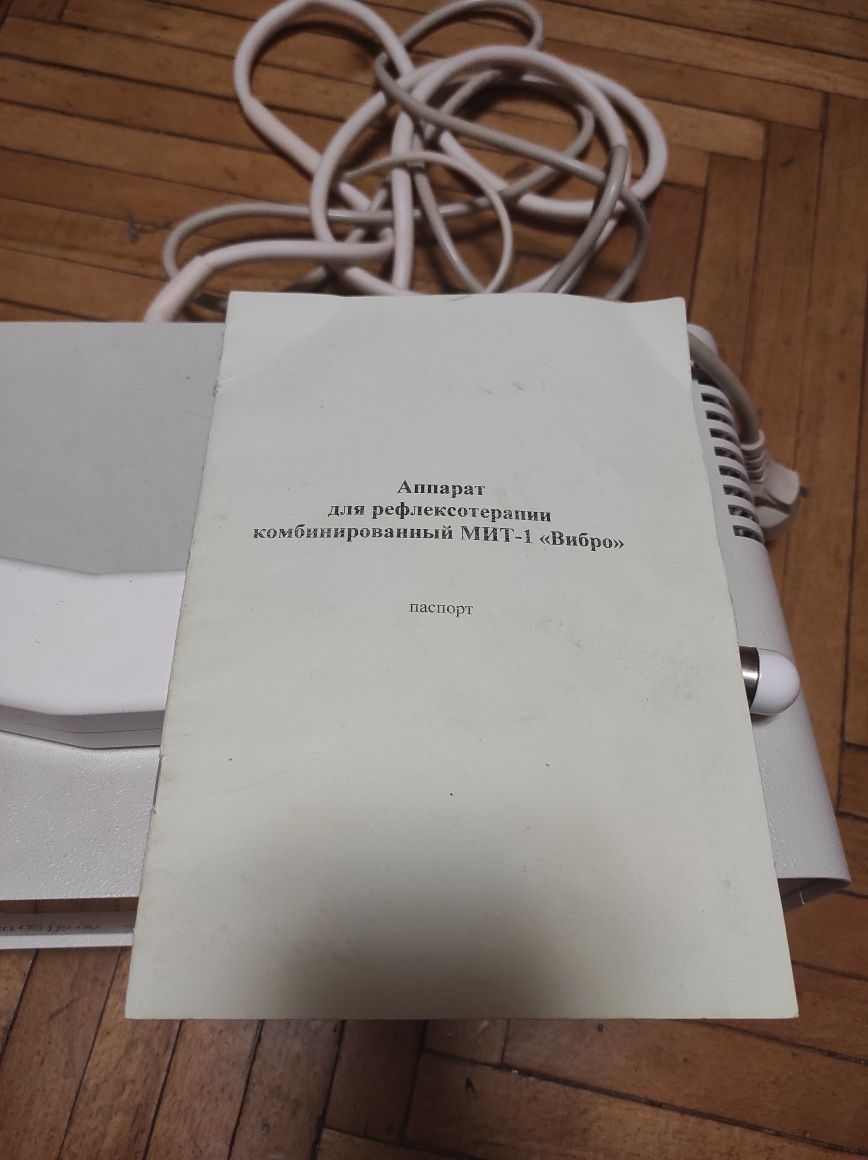 Аппарат
для рефлексотерапии
комбинированный МИТ-1 «Вибро»
паспорт